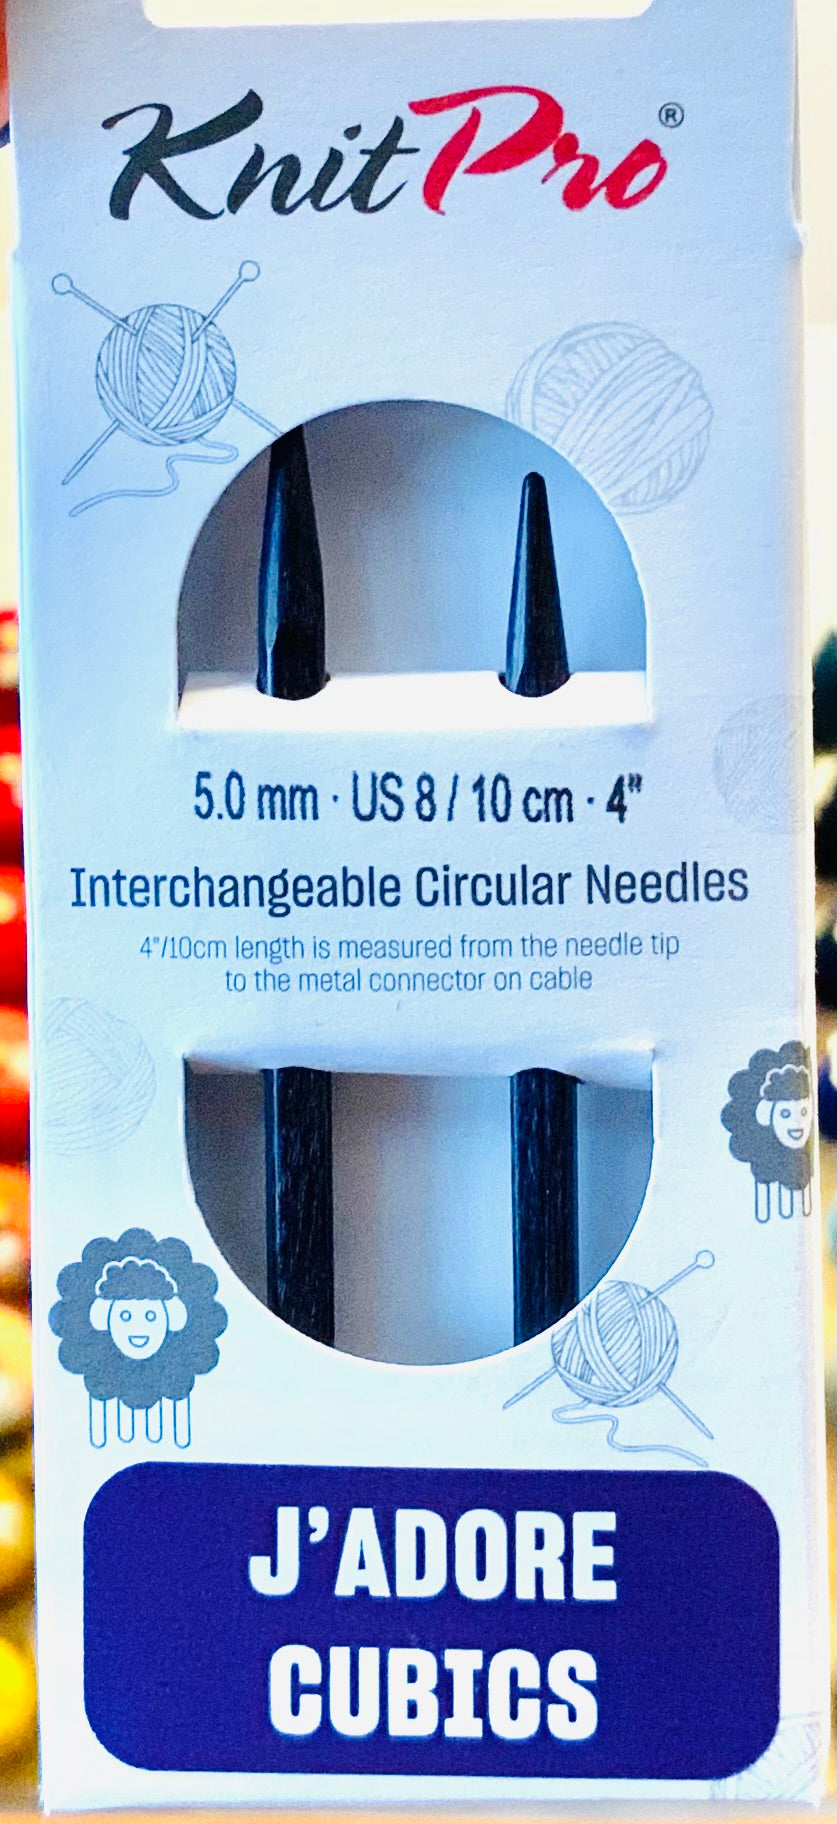 KnitPro®
5.0 mm · US 8 / 10 cm · 4"
Interchangeable Circular Needles
4"/10cm length is measured from the needle tip
to the metal connector on cable
J'ADORE
CUBICS